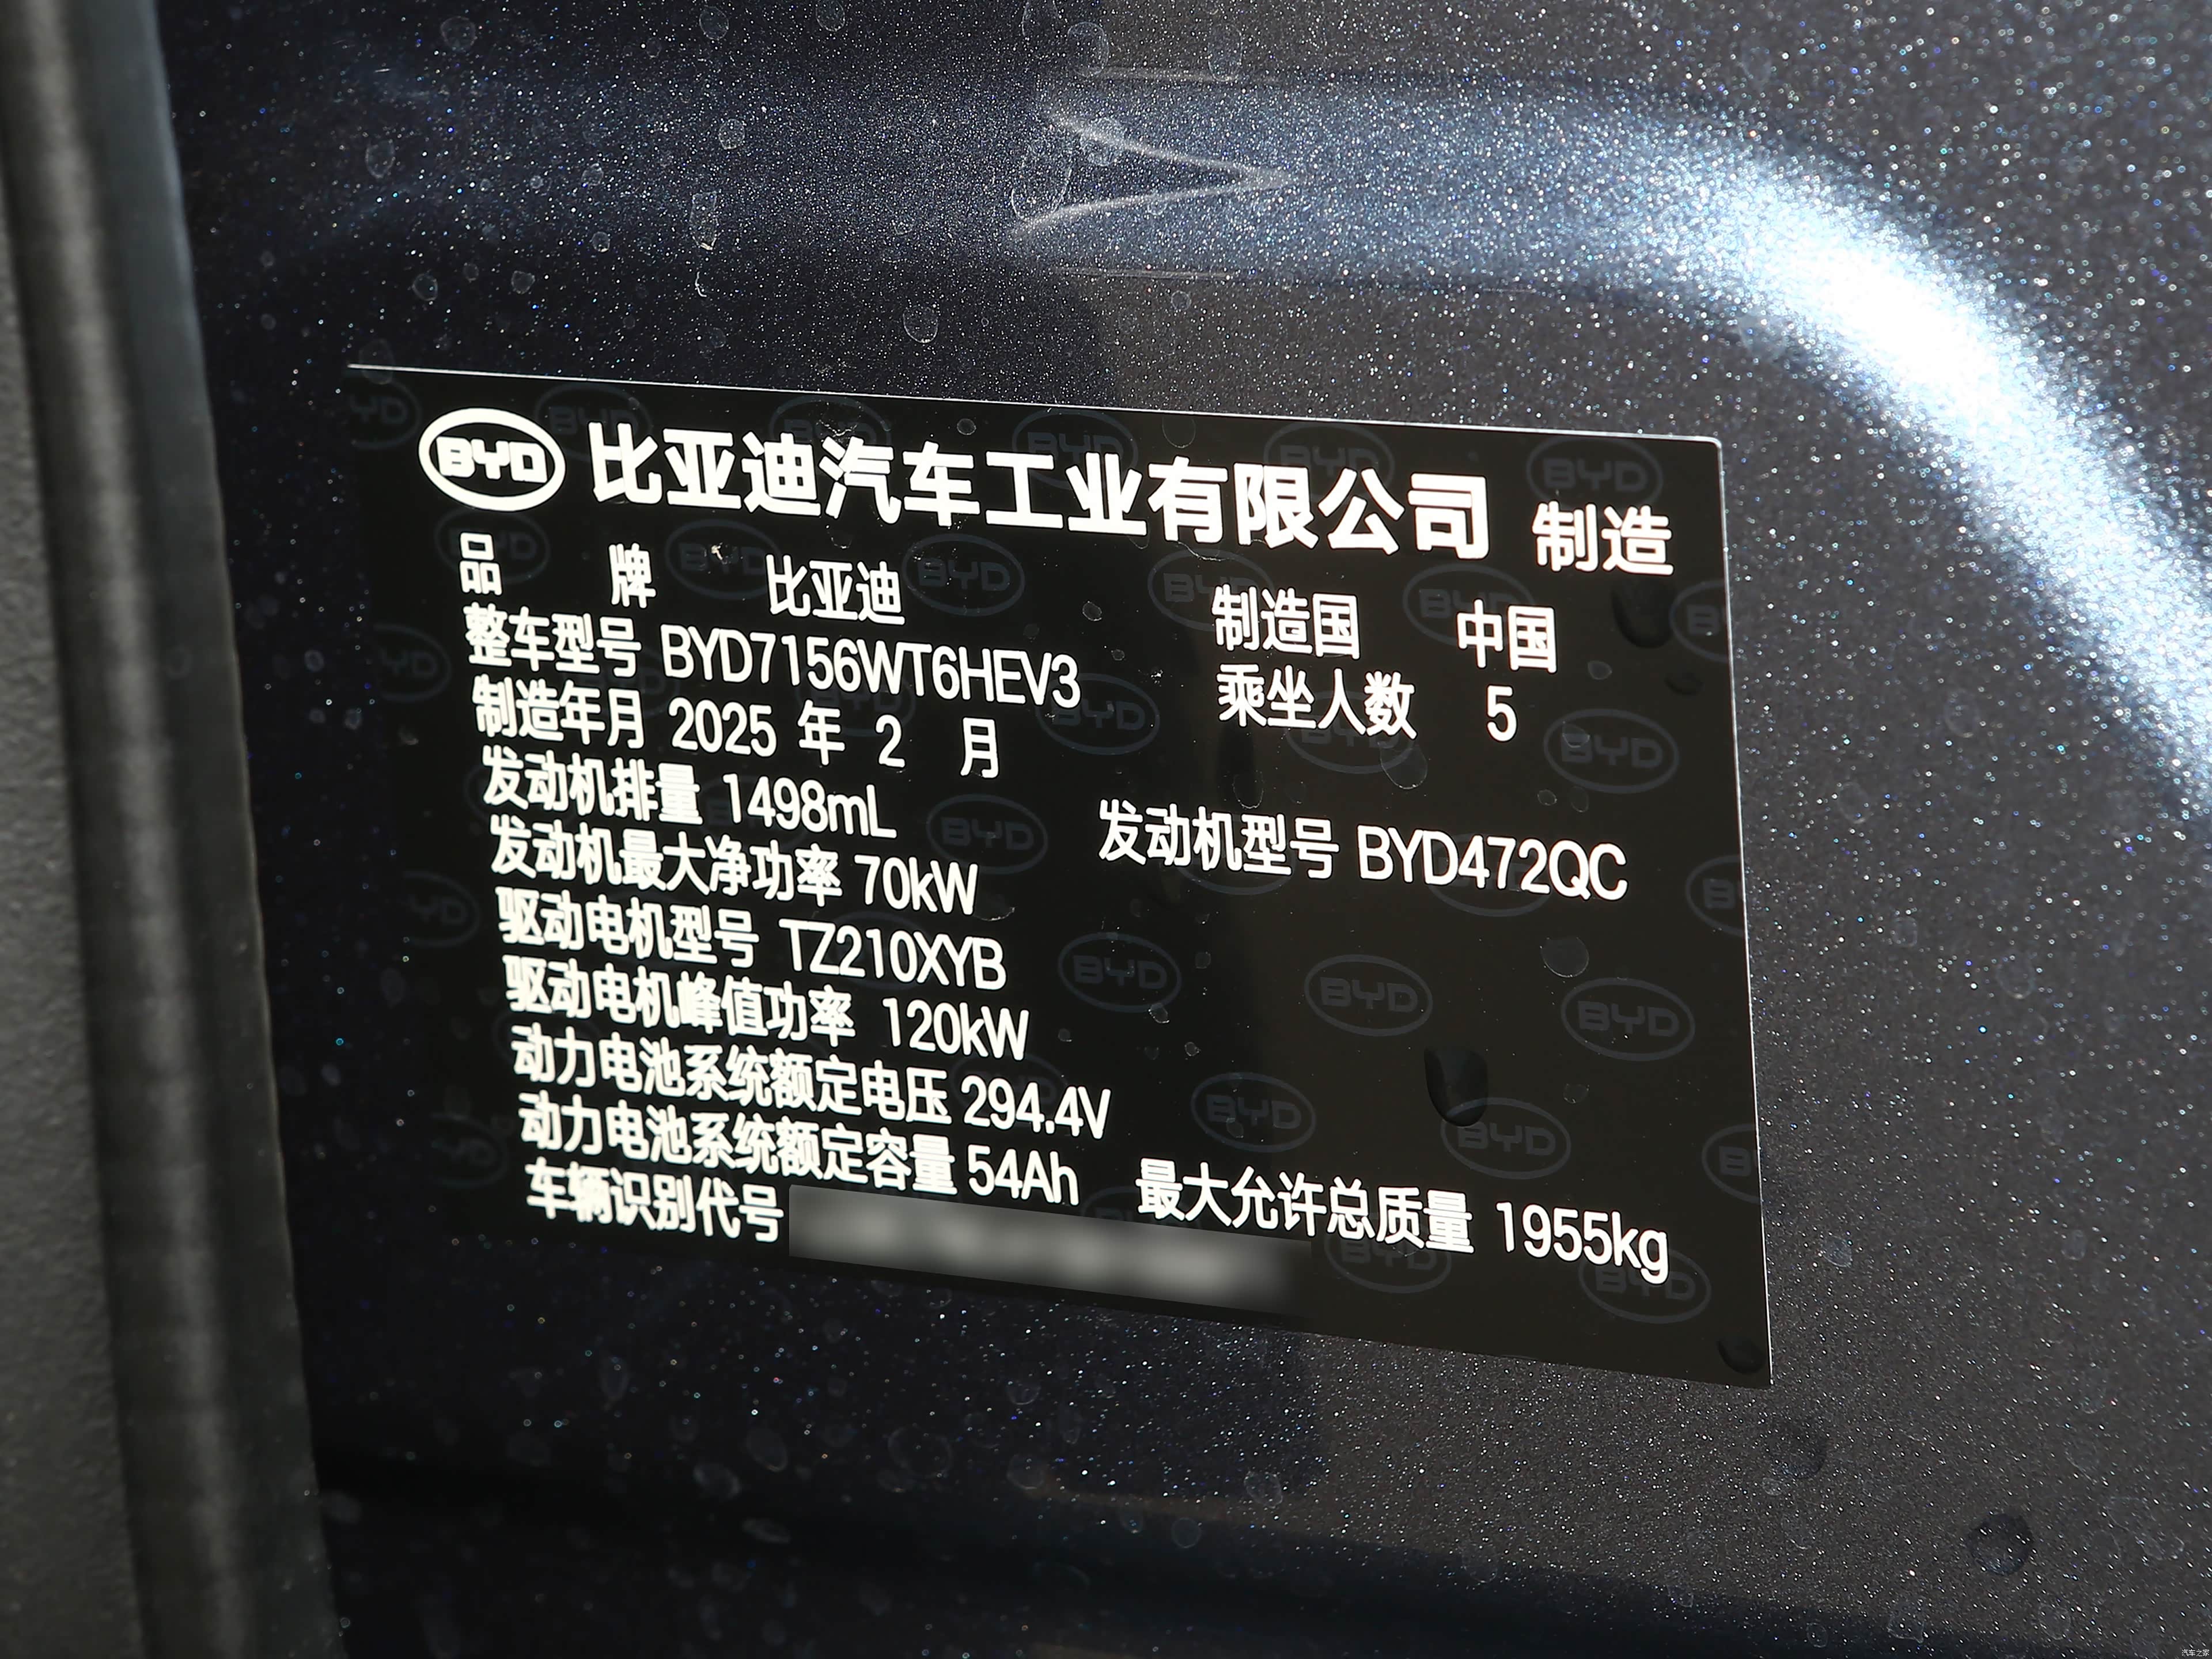 BYD 比亚迪汽车工业有限公司 制造
品 牌 比亚迪 制造国 中国
整车型号 BYD7156WT6HEV3 乘坐人数 5
制造年月 2025 年 2 月
发动机排量 1498mL 发动机型号 BYD472QC
发动机最大净功率 70kW
驱动电机型号 TZ210XYB
驱动电机峰值功率 120kW
动力电池系统额定电压 294.4V
动力电池系统额定容量 54Ah 最大允许总质量 1955kg
车辆识别代号
汽车之家